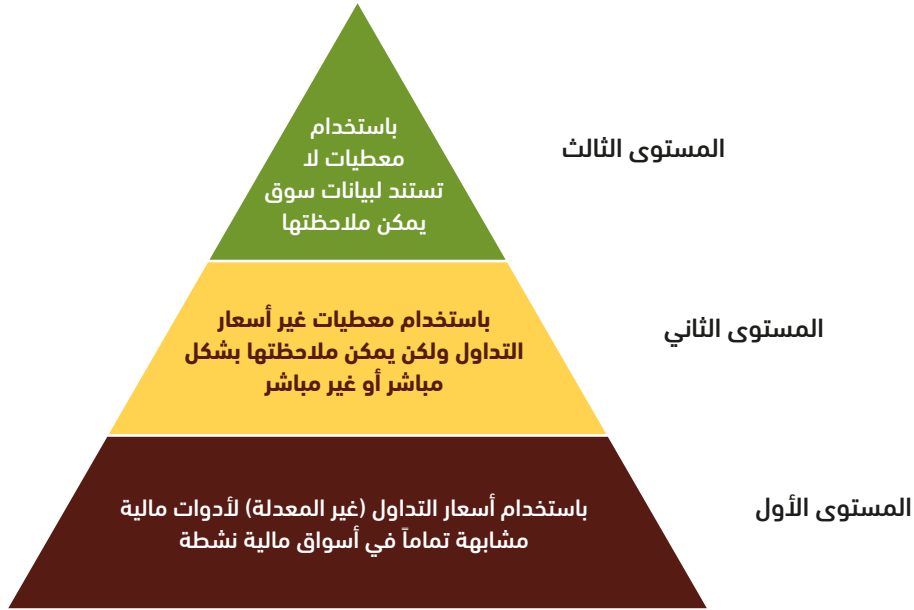 باستخدام
معطيات لا
تستند لبيانات سوق
يمكن ملاحظتها
المستوى الثالث
باستخدام معطيات غير أسعار
التداول ولكن يمكن ملاحظتها بشكل
مباشر أو غير مباشر
المستوى الثاني
باستخدام أسعار التداول (غير المعدلة) لأدوات مالية
مشابهة تماماً في أسواق مالية نشطة
المستوى الأول